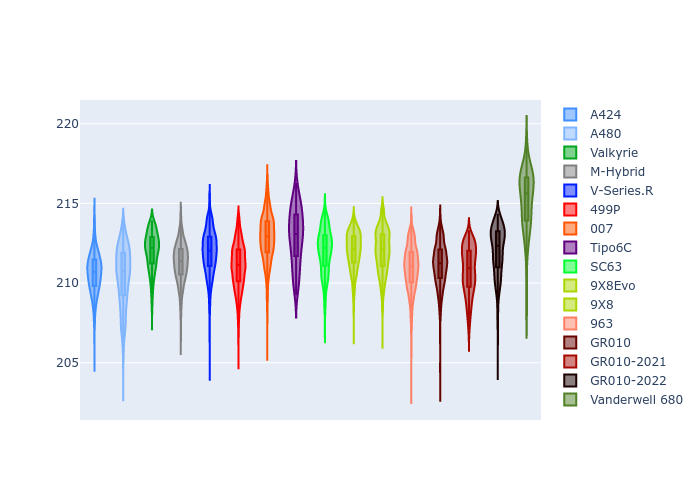 220
215
210
205
A424
A480
Valkyrie
M-Hybrid
V-Series.R
499P
007
Tipo6C
SC63
9X8Evo
9X8
963
GR010
GR010-2021
GR010-2022
Vanderwell 680